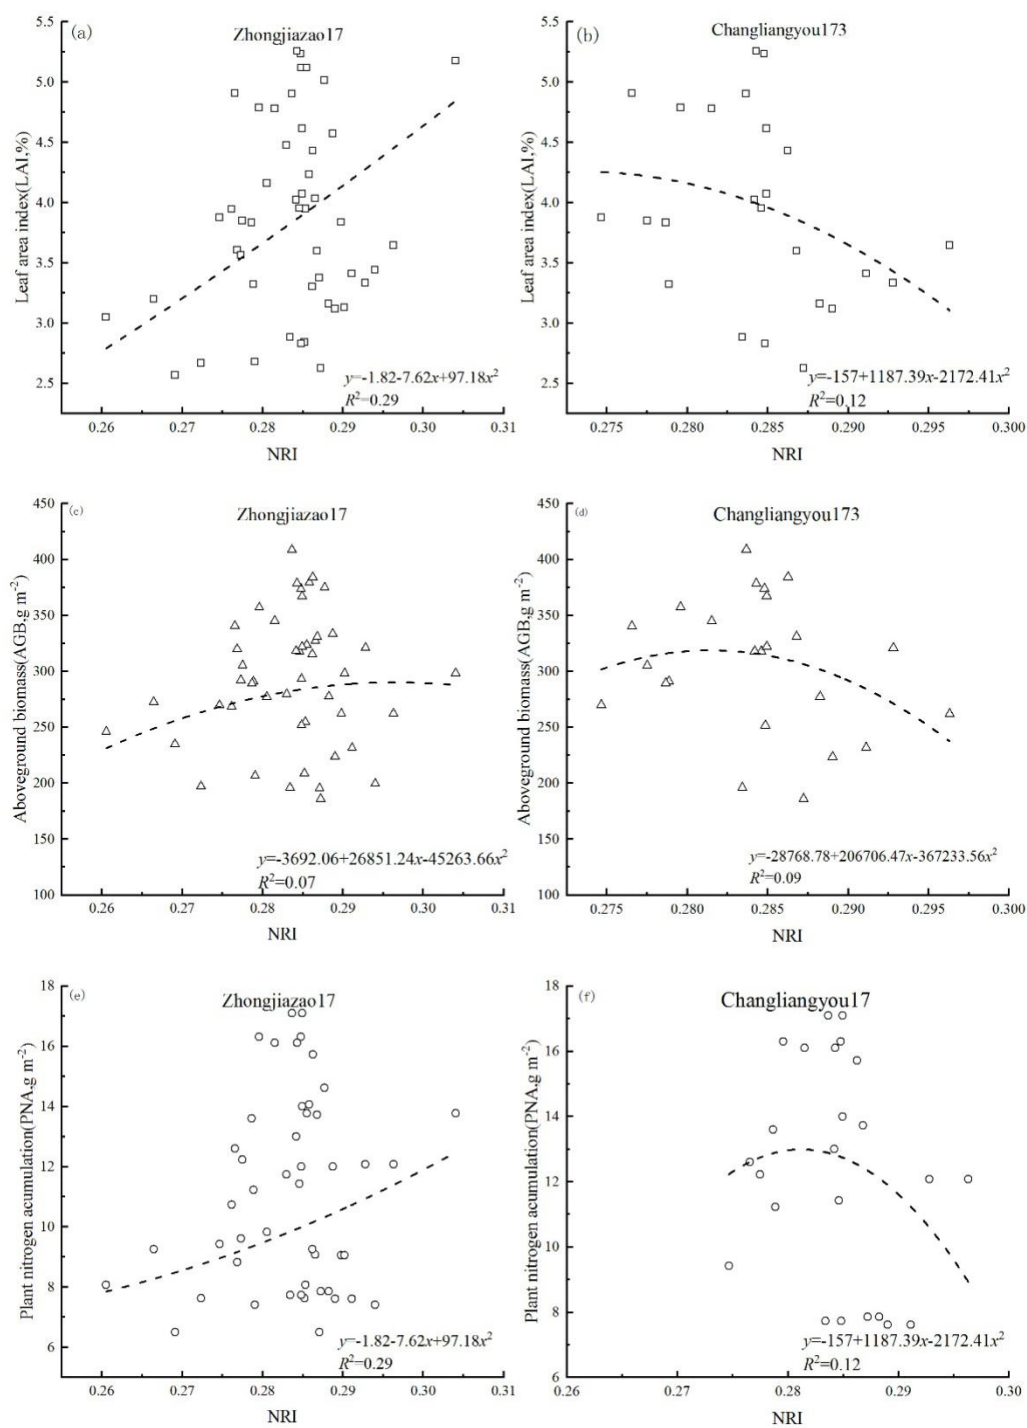 (a)
Zhongjiazao17
Leaf area index(LAI,%)
5.5
5.0
4.5
4.0
3.5
3.0
2.5
y=-1.82-7.62x+97.18x²
R²=0.29
0.26 0.27 0.28 0.29 0.30 0.31
NRI
(b)
Changliangyou173
Leaf area index(LAI,%)
5.5
5.0
4.5
4.0
3.5
3.0
2.5
y=-157+1187.39x-2172.41x²
R²=0.12
0.275 0.280 0.285 0.290 0.295 0.300
NRI
(c)
Zhongjiazao17
Aboveground biomass(AGB,g m⁻²)
450
400
350
300
250
200
150
100
y=-3692.06+26851.24x-45263.66x²
R²=0.07
0.26 0.27 0.28 0.29 0.30 0.31
NRI
(d)
Changliangyou173
Aboveground biomass(AGB,g m⁻²)
450
400
350
300
250
200
150
100
y=-28768.78+206706.47x-367233.56x²
R²=0.09
0.275 0.280 0.285 0.290 0.295 0.300
NRI
(e)
Zhongjiazao17
Plant nitrogen acumulation(PNA,g m⁻²)
18
16
14
12
10
8
6
y=-1.82-7.62x+97.18x²
R²=0.29
0.26 0.27 0.28 0.29 0.30 0.31
NRI
(f)
Changliangyou17
Plant nitrogen acumulation(PNA,g m⁻²)
18
16
14
12
10
8
6
y=-157+1187.39x-2172.41x²
R²=0.12
0.26 0.27 0.28 0.29 0.30
NRI